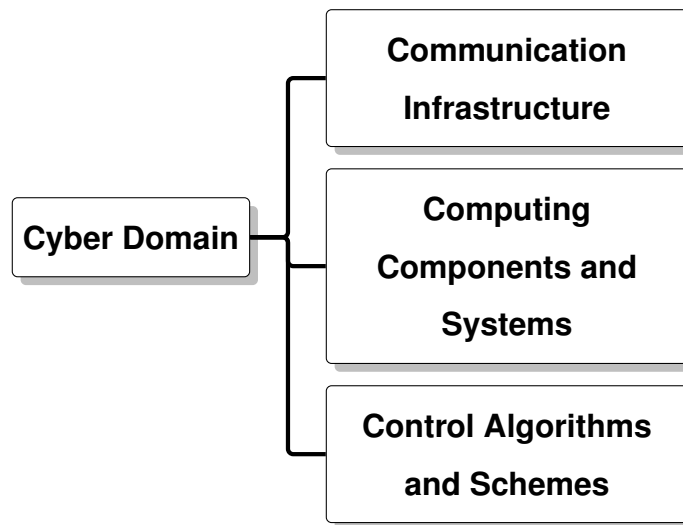 Communication
Infrastructure
Cyber Domain
Computing
Components and
Systems
Control Algorithms
and Schemes